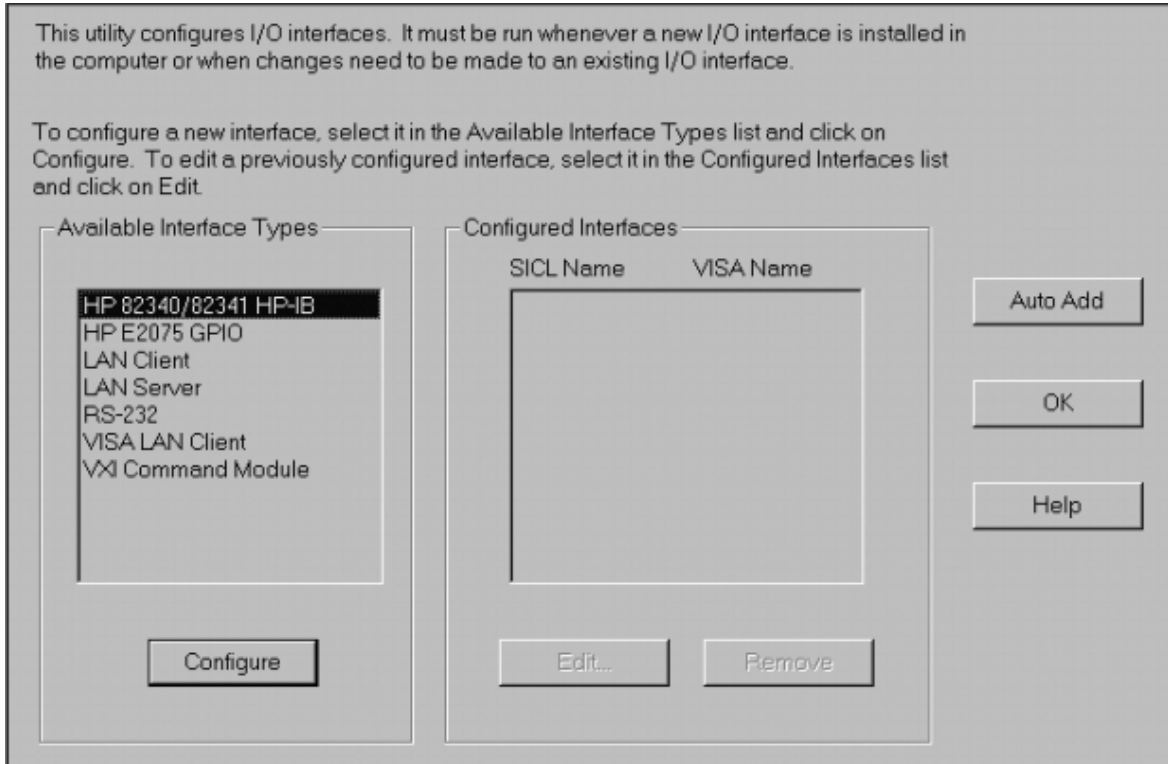 This utility configures I/O interfaces. It must be run whenever a new I/O interface is installed in
the computer or when changes need to be made to an existing I/O interface.
To configure a new interface, select it in the Available Interface Types list and click on
Configure. To edit a previously configured interface, select it in the Configured Interfaces list
and click on Edit.
Available Interface Types
HP 82340/82341 HP-IB
HP E2075 GPIO
LAN Client
LAN Server
RS-232
VISA LAN Client
VXI Command Module
Configure
Configured Interfaces
SICL Name VISA Name
Edit... Remove
Auto Add
OK
Help